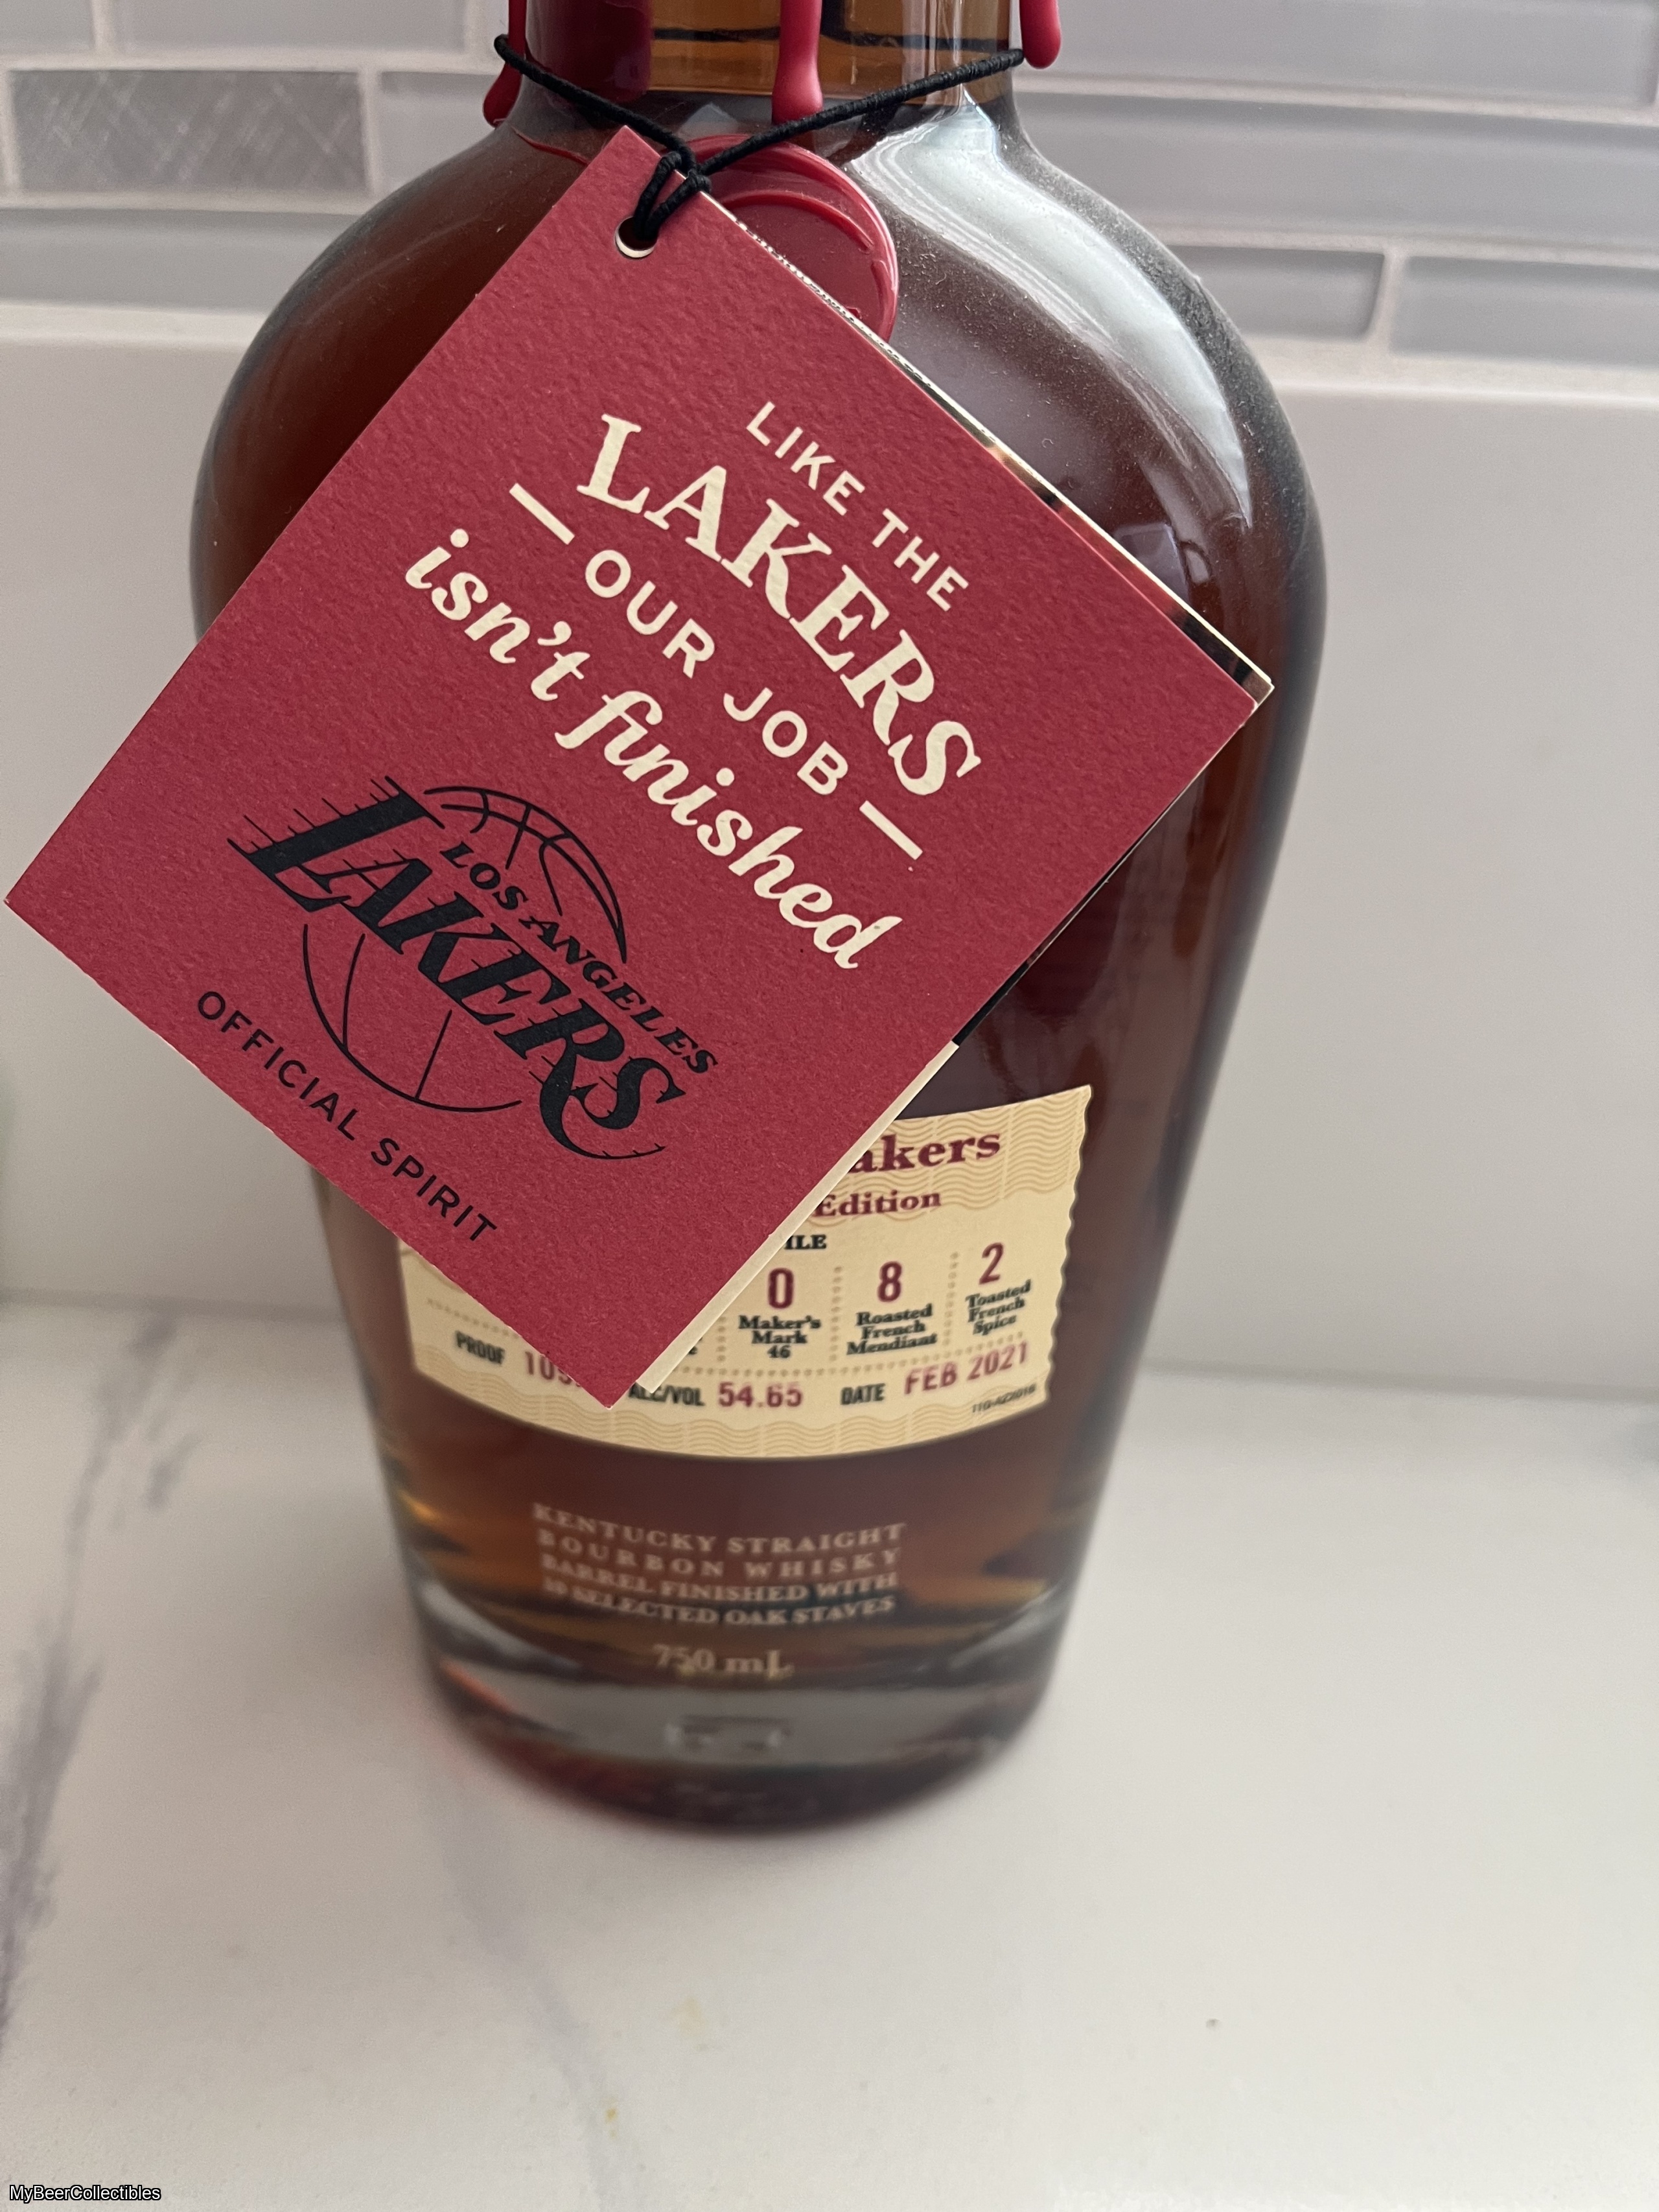 LIKE THE
LAKERS
OUR JOB
isn't finished
LOS ANGELES
LAKERS
OFFICIAL SPIRIT
Edition
0 8 2
Maker's Mark 46
Roasted French Mendiant
Toasted French Spice
PROOF
ALC/VOL 54.65 DATE FEB 2021
KENTUCKY STRAIGHT
BOURBON WHISKY
BARREL FINISHED WITH
10 SELECTED OAK STAVES
750 mL
MyBeerCollectibles